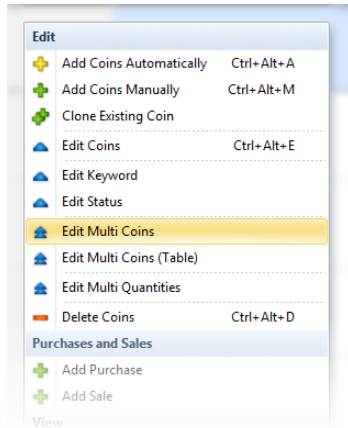 Edit
Add Coins Automatically Ctrl+Alt+A
Add Coins Manually Ctrl+Alt+M
Clone Existing Coin
Edit Coins Ctrl+Alt+E
Edit Keyword
Edit Status
Edit Multi Coins
Edit Multi Coins (Table)
Edit Multi Quantities
Delete Coins Ctrl+Alt+D
Purchases and Sales
Add Purchase
Add Sale
View